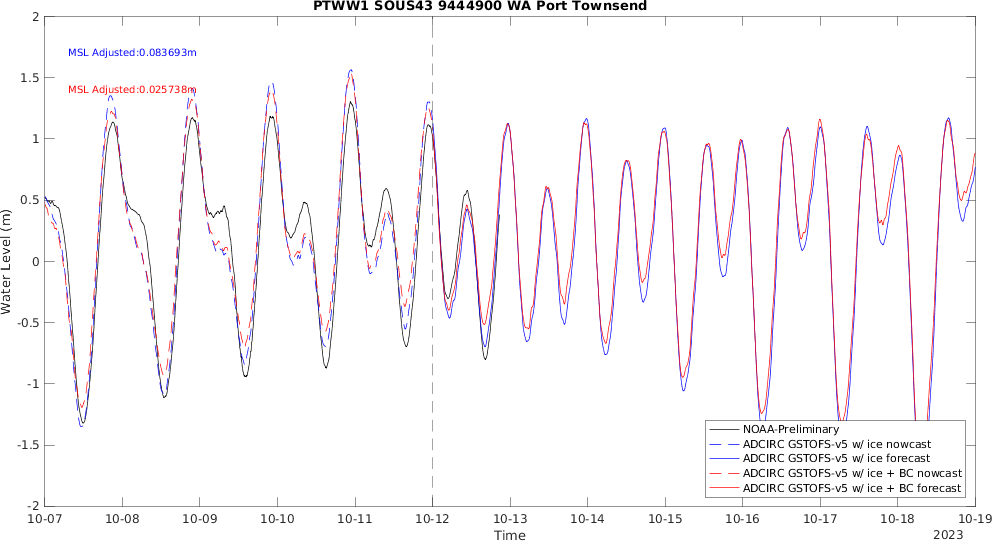 PTWW1 SOUS43 9444900 WA Port Townsend
MSL Adjusted:0.083693m
MSL Adjusted:0.025738m
Water Level (m)
2
1.5
1
0.5
0
-0.5
-1
-1.5
-2
NOAA-Preliminary
ADCIRC GSTOFS-v5 w/ ice nowcast
ADCIRC GSTOFS-v5 w/ ice forecast
ADCIRC GSTOFS-v5 w/ ice + BC nowcast
ADCIRC GSTOFS-v5 w/ ice + BC forecast
10-07 10-08 10-09 10-10 10-11 10-12 10-13 10-14 10-15 10-16 10-17 10-18 10-19
Time
2023